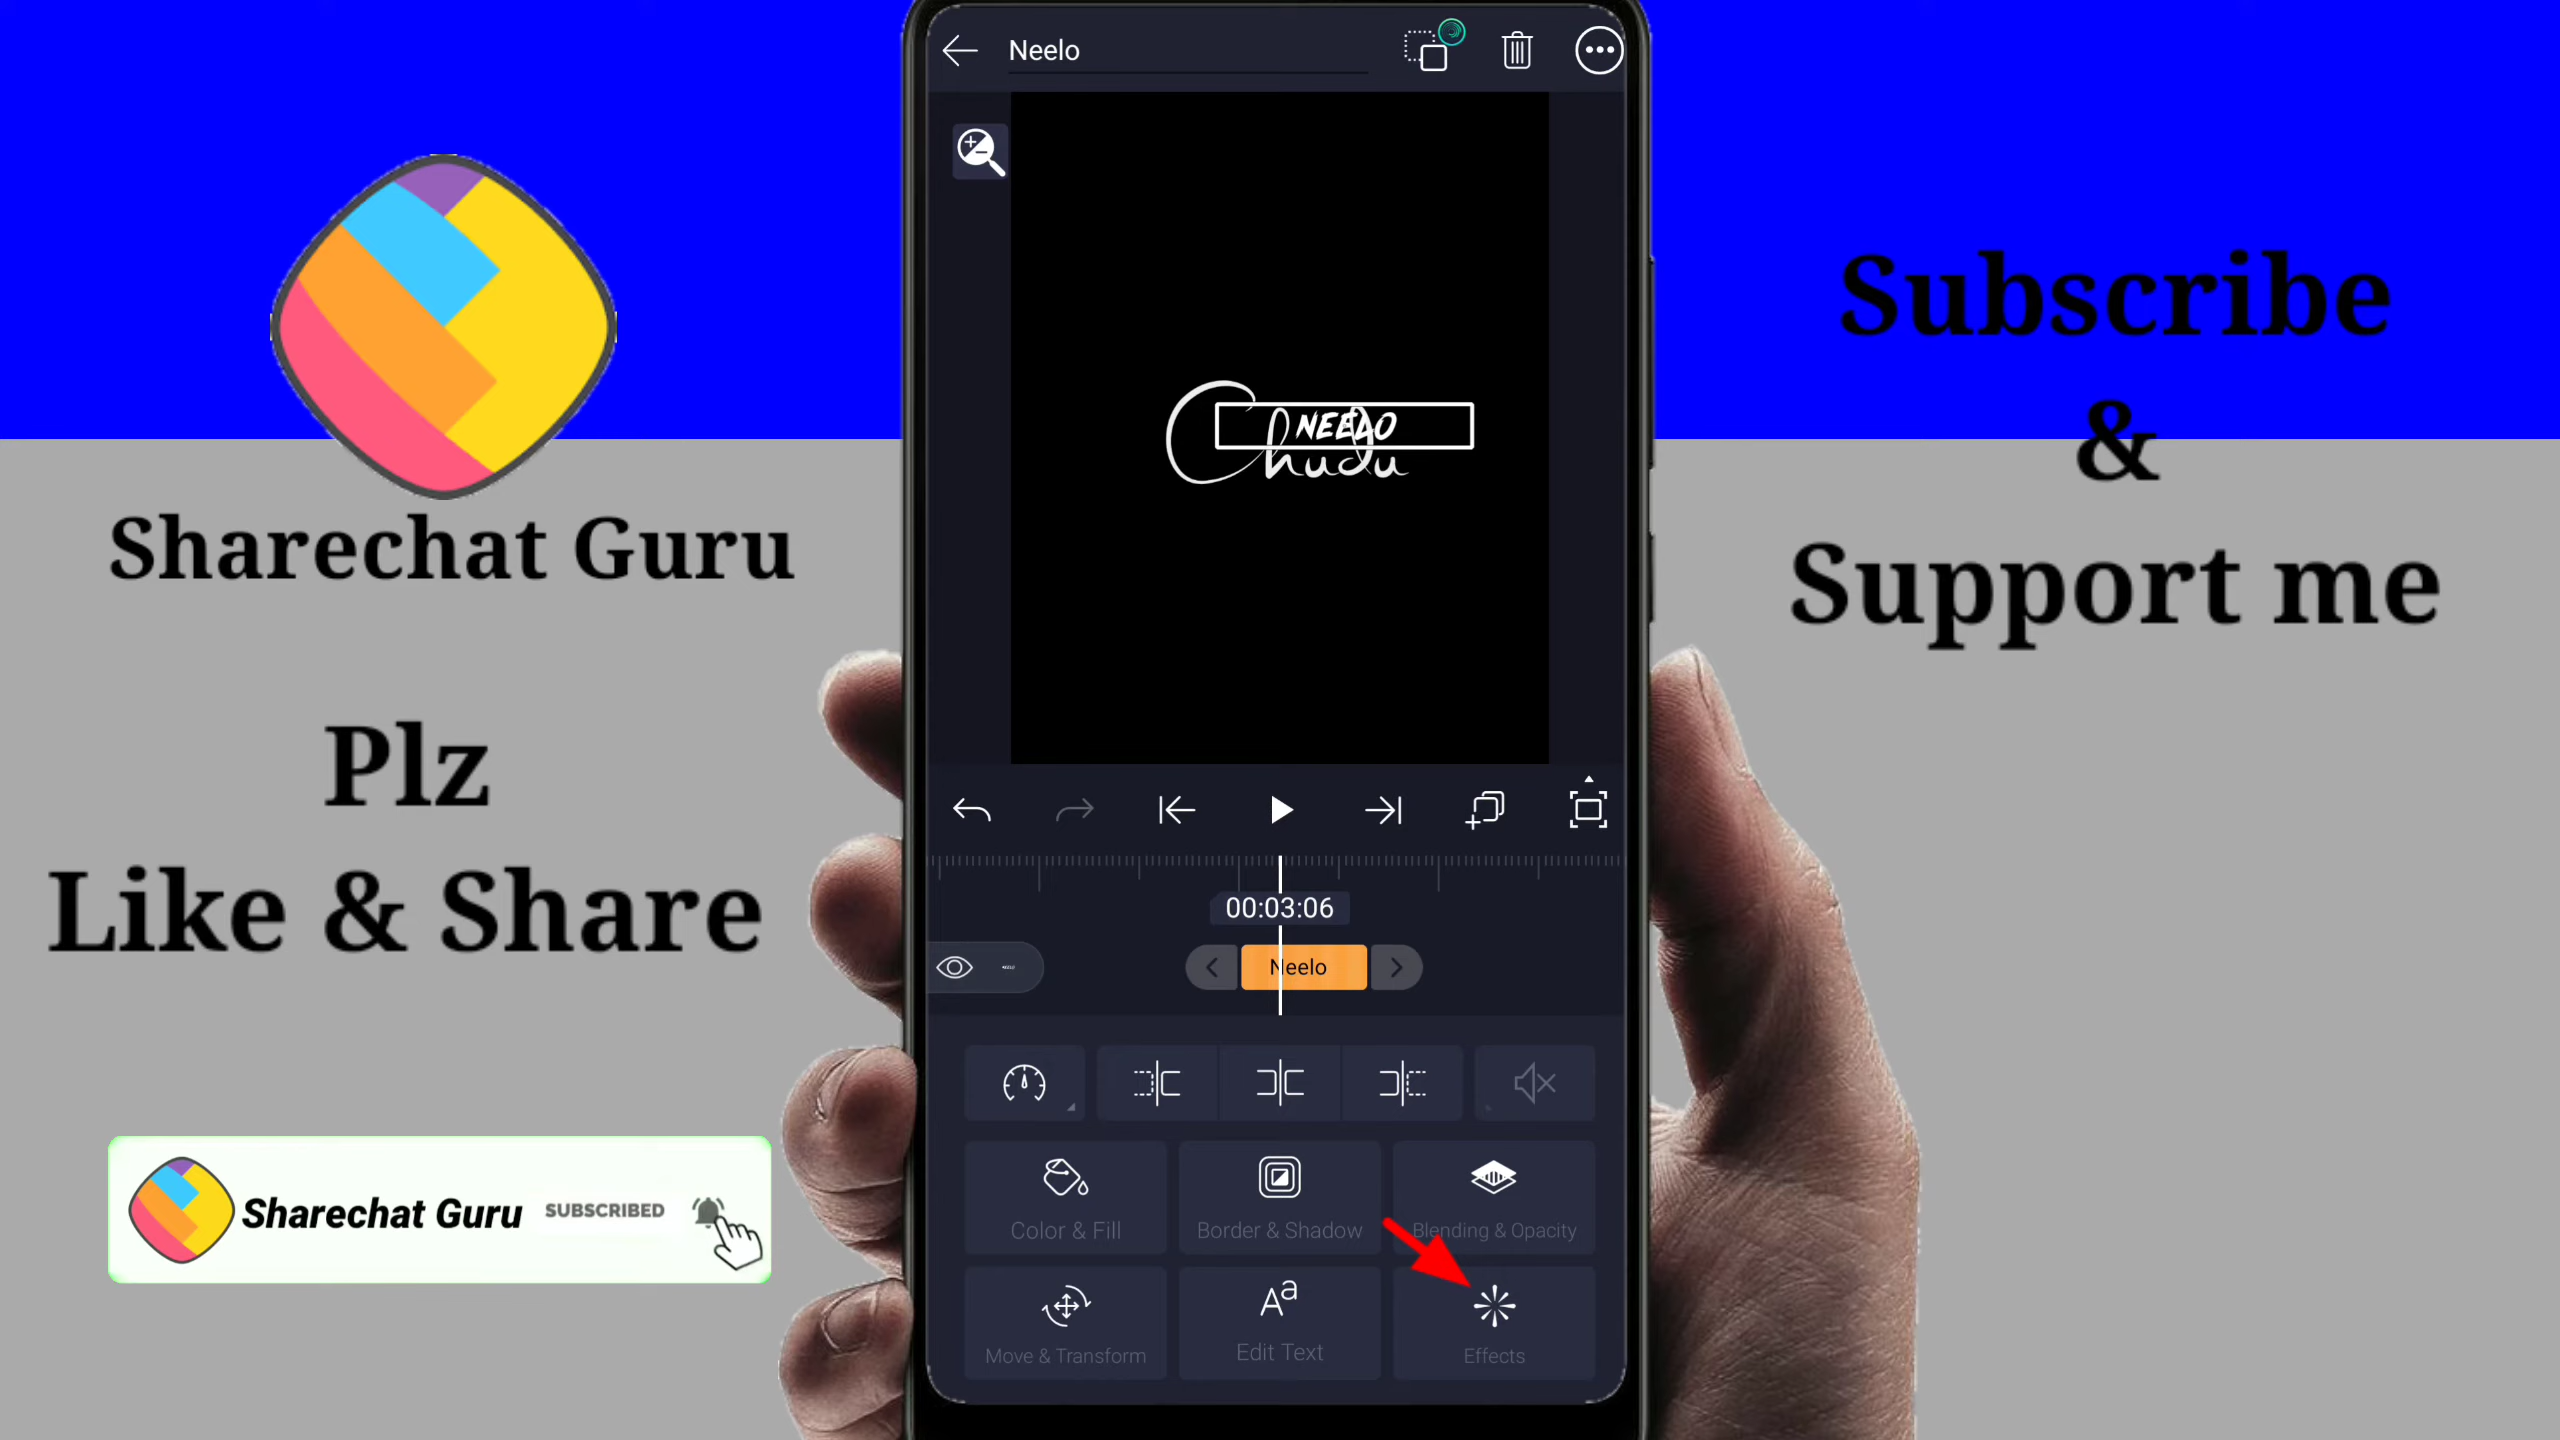 Neelo
NEELO
Chudu
Subscribe
&
Support me
Sharechat Guru
Plz
Like & Share
00:03:06
Neelo
Color & Fill
Border & Shadow
Blending & Opacity
Move & Transform
Edit Text
Effects
Sharechat Guru SUBSCRIBED